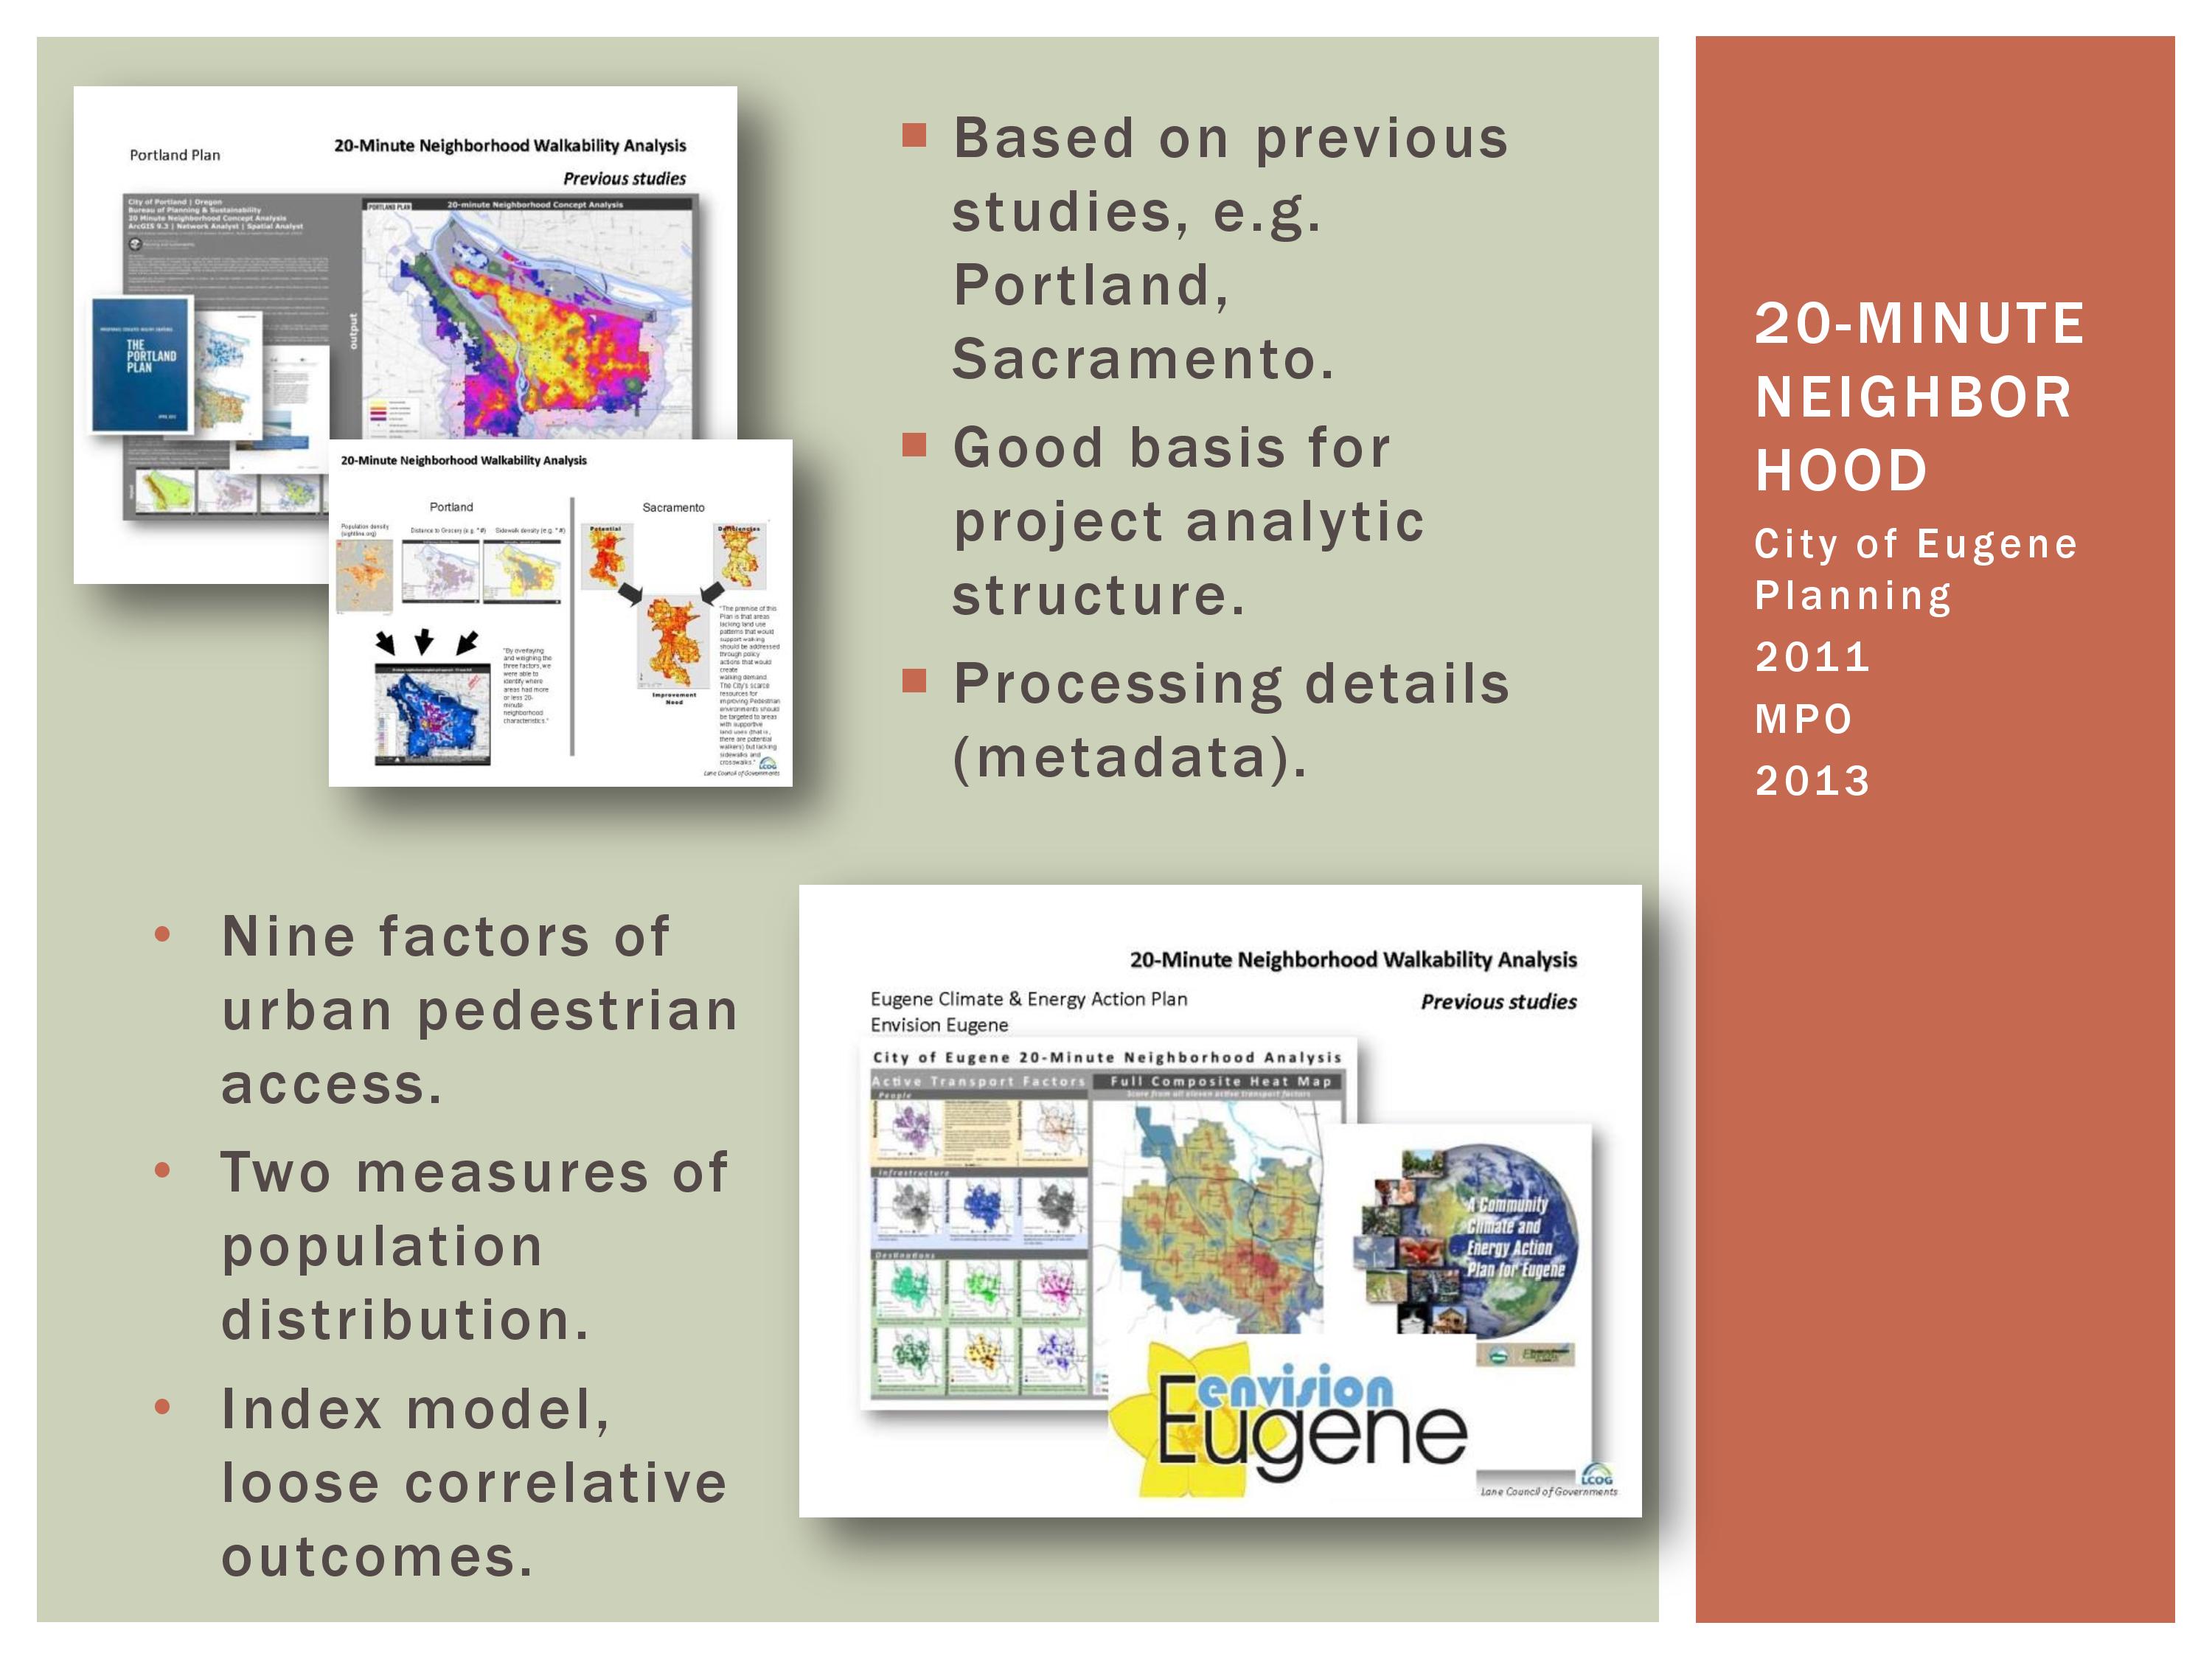 Portland Plan
20-Minute Neighborhood Walkability Analysis
Previous studies
City of Portland | Oregon
Bureau of Planning & Sustainability
20 Minute Neighborhood Concept Analysis
ArcGIS 9.3 | Network Analyst | Spatial Analyst
PORTLAND PLAN
20-minute Neighborhood Concept Analysis
output
THE
PORTLAND
PLAN
20-Minute Neighborhood Walkability Analysis
Portland
Population density
(sightline.org)
Distance to Grocery (e.g. "#)
Sidewalk density (e.g. "#)
"By overlaying
and weighing the
three factors, we
were able to
identify where
areas had more
or less 20-
minute
neighborhood
characteristics."
Sacramento
Potential
Deficiencies
Improvement
Need
"The premise of this
Plan is that areas
lacking land use
patterns that would
support walking
should be addressed
through policy
actions that would
create
walking demand.
The City's scarce
resources for
improving Pedestrian
environments should
be targeted to areas
with supportive
land uses (that is,
there are potential
walkers) but lacking
sidewalks and
crosswalks."
LCOG
Lane Council of Governments
Based on previous
studies, e.g.
Portland,
Sacramento.
Good basis for
project analytic
structure.
Processing details
(metadata).
• Nine factors of
urban pedestrian
access.
• Two measures of
population
distribution.
• Index model,
loose correlative
outcomes.
20-Minute Neighborhood Walkability Analysis
Eugene Climate & Energy Action Plan
Previous studies
Envision Eugene
City of Eugene 20-Minute Neighborhood Analysis
Active Transport Factors
Full Composite Heat Map
Score from all eleven active transport factors
People
Infrastructure
Destinations
A Community
Climate and
Energy Action
Plan for Eugene
envision
Eugene
LCOG
Lane Council of Governments
20-MINUTE
NEIGHBOR
HOOD
City of Eugene
Planning
2011
MPO
2013